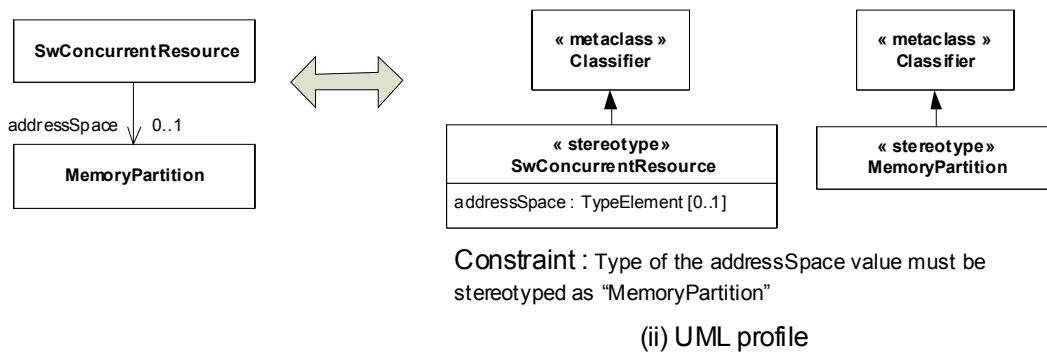 SwConcurrentResource
addressSpace 0..1
MemoryPartition
« metaclass »
Classifier
« stereotype»
SwConcurrentResource
addressSpace : TypeElement [0..1]
« metaclass »
Classifier
« stereotype»
MemoryPartition
Constraint : Type of the addressSpace value must be
stereotyped as “MemoryPartition”
(ii) UML profile